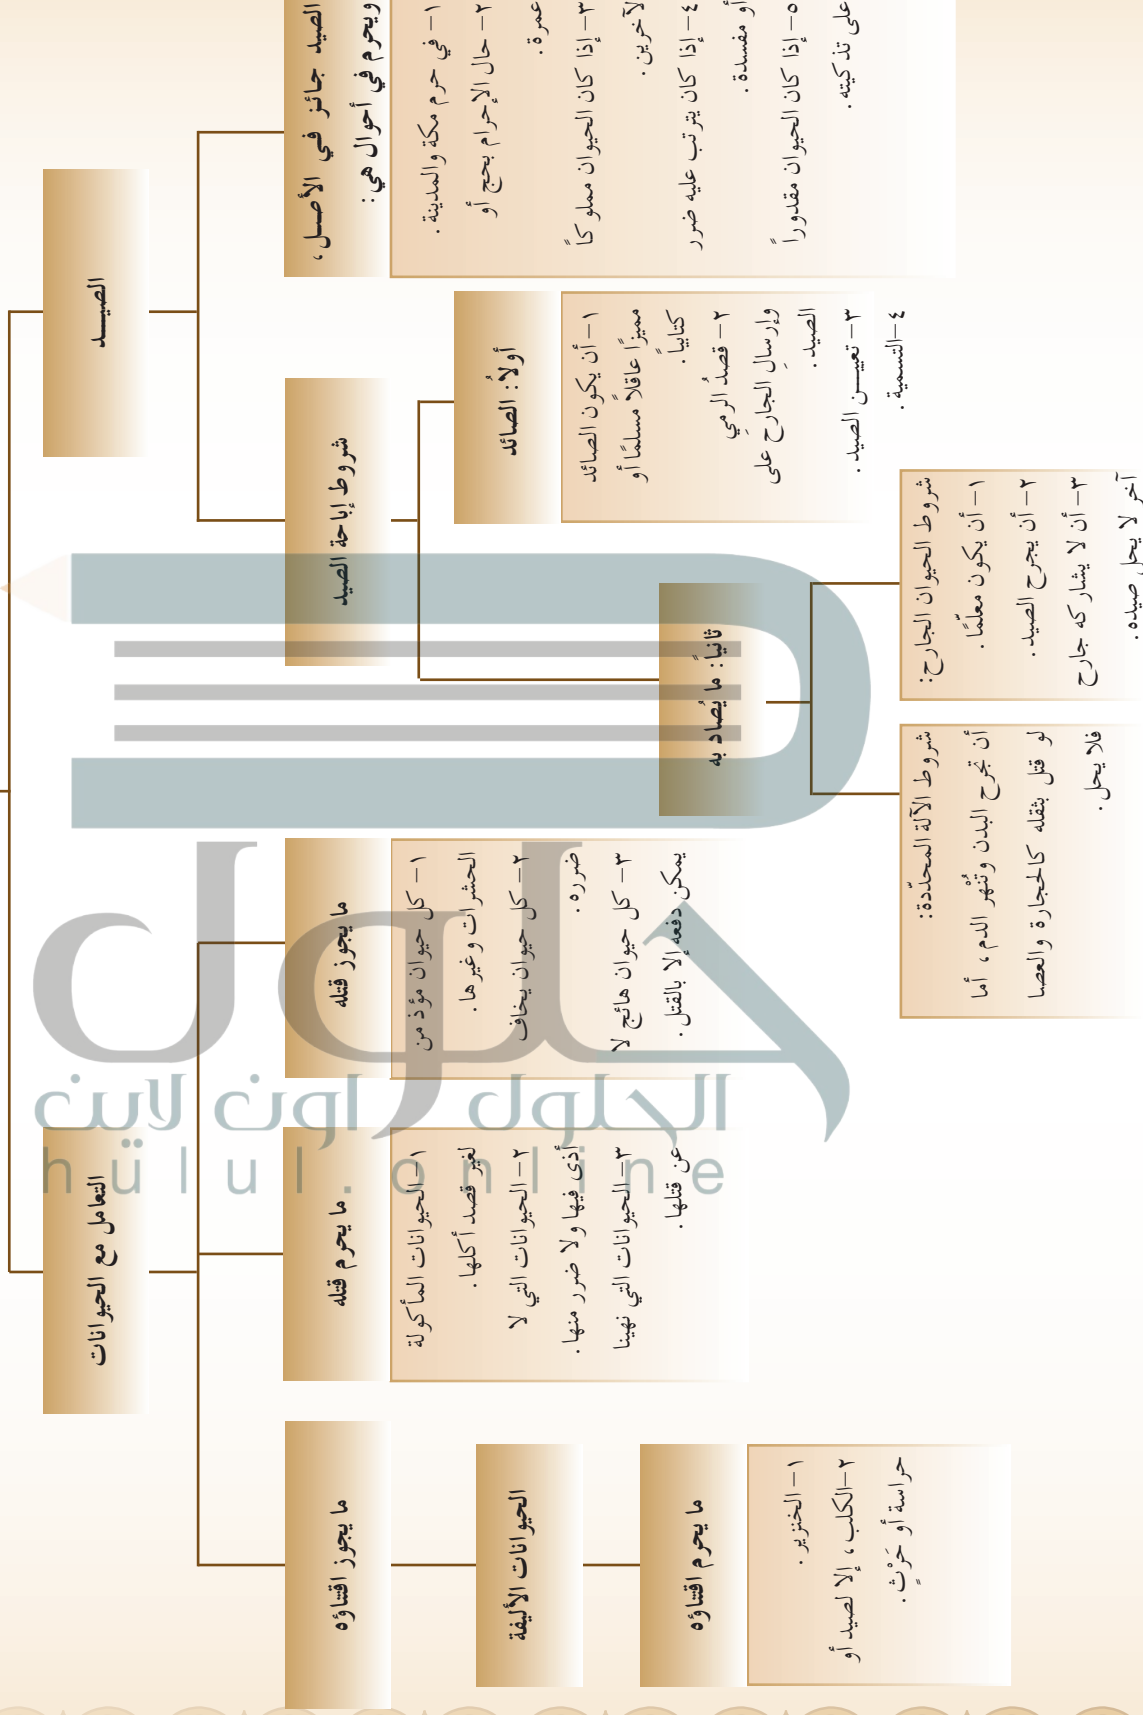 الصيــــد
الصيد جائز في الأصــل ،
ويحرم في أحوال هي:
١– في حرم مكة والمدينة .
٢– حال الإحرام بحج أو
عمرة .
٣– إذا كان الحيوان مملوكاً
لآخرين .
٤– إذا كان يترتب عليه ضرر
أو مفسدة .
٥– إذا كان الحيوان مقدوراً
على تذكيته .
شروط إباحة الصيد
أولاً: الصائد
١– أن يكون الصائد
مميزًا عاقلاً مسلمًا أو
كتابياً .
٢– قصدُ الرميِ
وإرسالِ الجارحِ على
الصيد .
٣– تعييــن الصيد .
٤–التسمية .
ثانياً: ما يُصاد به
شروط الحيوان الجارح:
١– أن يكون معلّمًا .
٢– أن يجرح الصيد .
٣– أن لا يشاركه جارح
آخر لا يحل صيده .
شروط الآلة المحدّدة:
أن تجرح البدن وتُنْهِر الدم ، أما
لو قتل بثقله كالحجارة والعصا
فلا يحل .
التعامل مع الحيوانات
ما يجوز قتله
١– كل حيوان مؤذ من
الحشرات وغيرها .
٢– كل حيوان يخاف
ضرره .
٣– كل حيوان هائج لا
يمكن دفعه إلا بالقتل .
ما يحرم قتله
١–الحيوانات المأكولة
لغير قصد أكلها .
٢– الحيوانات التي لا
أذى فيها ولا ضرر منها .
٣– الحيوانات التي نهينا
عن قتلها .
ما يجوز اقتناؤه
الحيوانات الأليفة
ما يحرم اقتناؤه
١– الخنزير .
٢–الكلب ، إلا لصيد أو
حراسة أو حَرْثٍ .
حلول
الحلول اون لاين
hulul.online